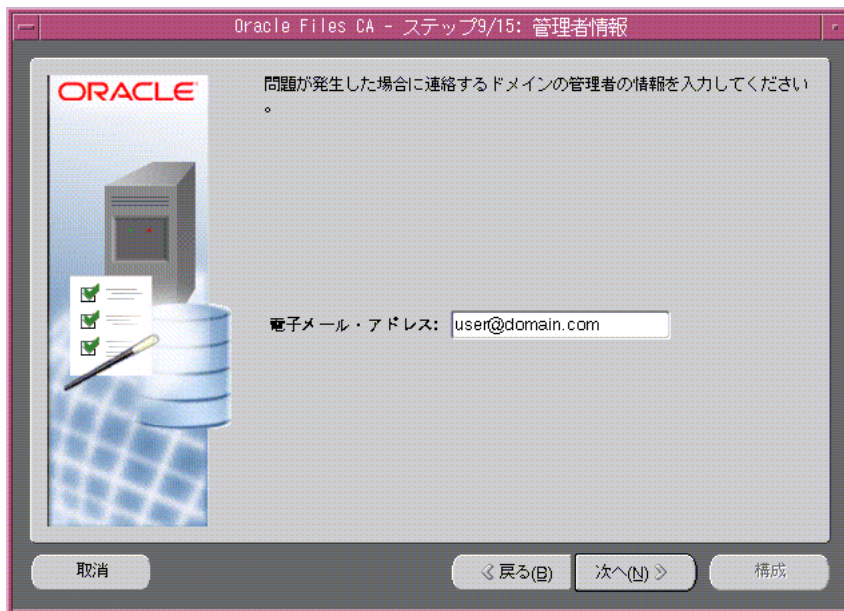 Oracle Files CA - ステップ9/15: 管理者情報
ORACLE
問題が発生した場合に連絡するドメインの管理者の情報を入力してください
。
電子メール・アドレス: user@domain.com
取消
戻る(B)
次へ(N)
構成